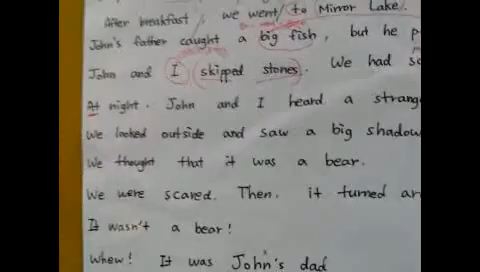 After breakfast, we went to Mirror Lake.
John's father caught a big fish, but he
John and I skipped stones. We had
At night. John and I heard a
We looked outside and saw a big
We thought that it was a bear.
We were scared. Then, it turned
It wasn't a bear!
Whew! It was John's dad